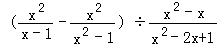 (x²/(x-1) - x²/(x²-1)) ÷ (x²-x)/(x²-2x+1)